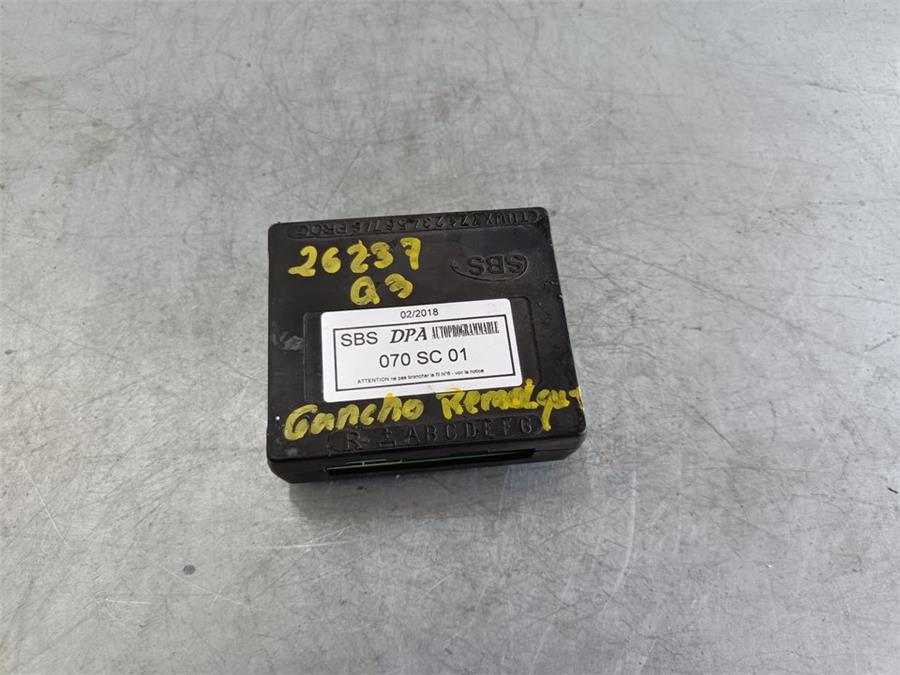 26237
Q3
SBS
02/2018
SBS DPA AUTOPROGRAMMABLE
070 SC 01
ATTENTION ne pas brancher le fil N°8 - voir la notice
Gancho Remolque
R ± A B C D E F G